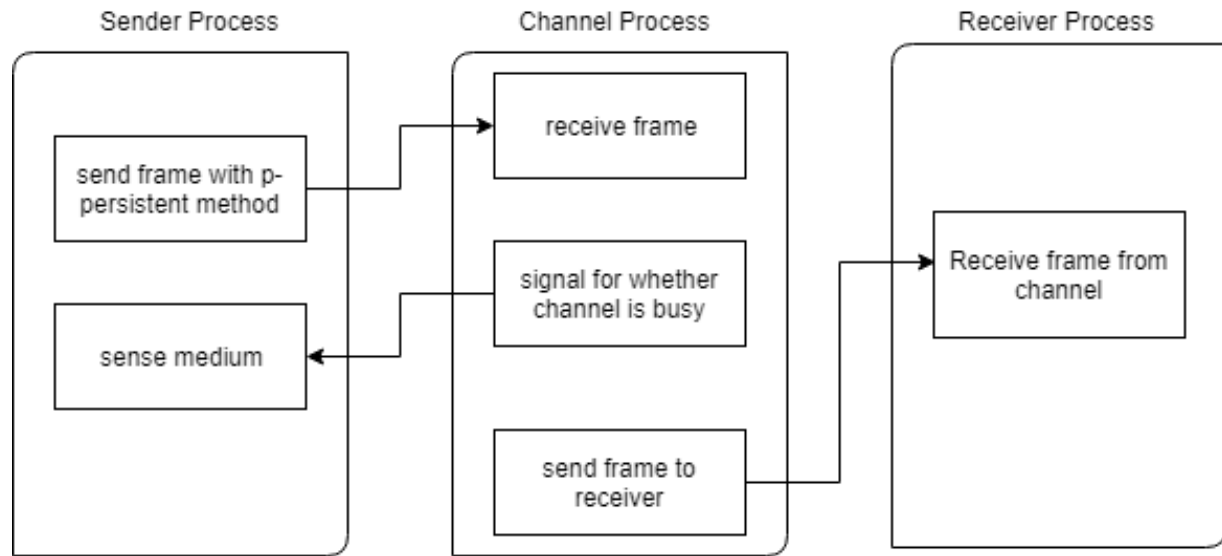 Sender Process
Channel Process
Receiver Process
send frame with p-
persistent method
sense medium
receive frame
signal for whether
channel is busy
send frame to
receiver
Receive frame from
channel